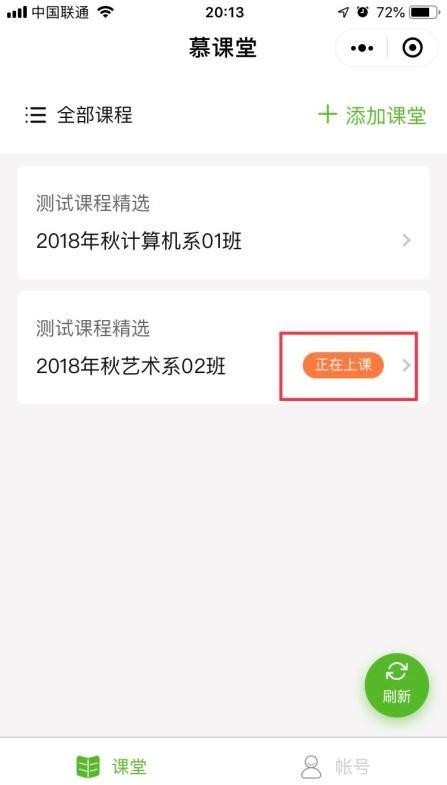 中国联通 20:13 72%
慕课堂
全部课程 添加课堂
测试课程精选
2018年秋计算机系01班
测试课程精选
2018年秋艺术系02班 正在上课
刷新
课堂 帐号